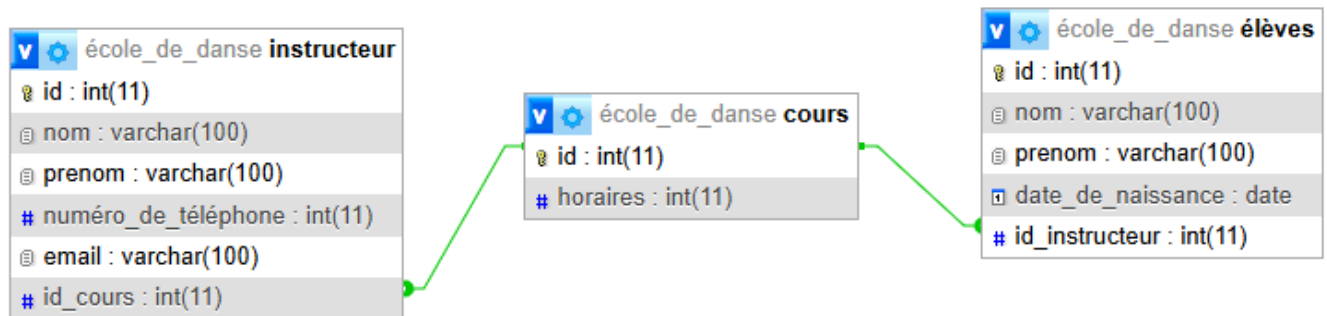 école_de_danse instructeur
id : int(11)
nom : varchar(100)
prenom : varchar(100)
numéro_de_téléphone : int(11)
email : varchar(100)
id_cours : int(11)
école_de_danse cours
id : int(11)
horaires : int(11)
école_de_danse élèves
id : int(11)
nom : varchar(100)
prenom : varchar(100)
date_de_naissance : date
id_instructeur : int(11)